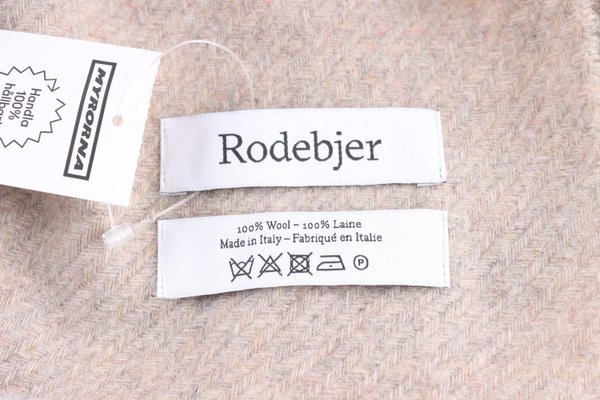 MYRORNA
Handla
100%
Rodebjer
100% Wool – 100% Laine
Made in Italy – Fabriqué en Italie
P